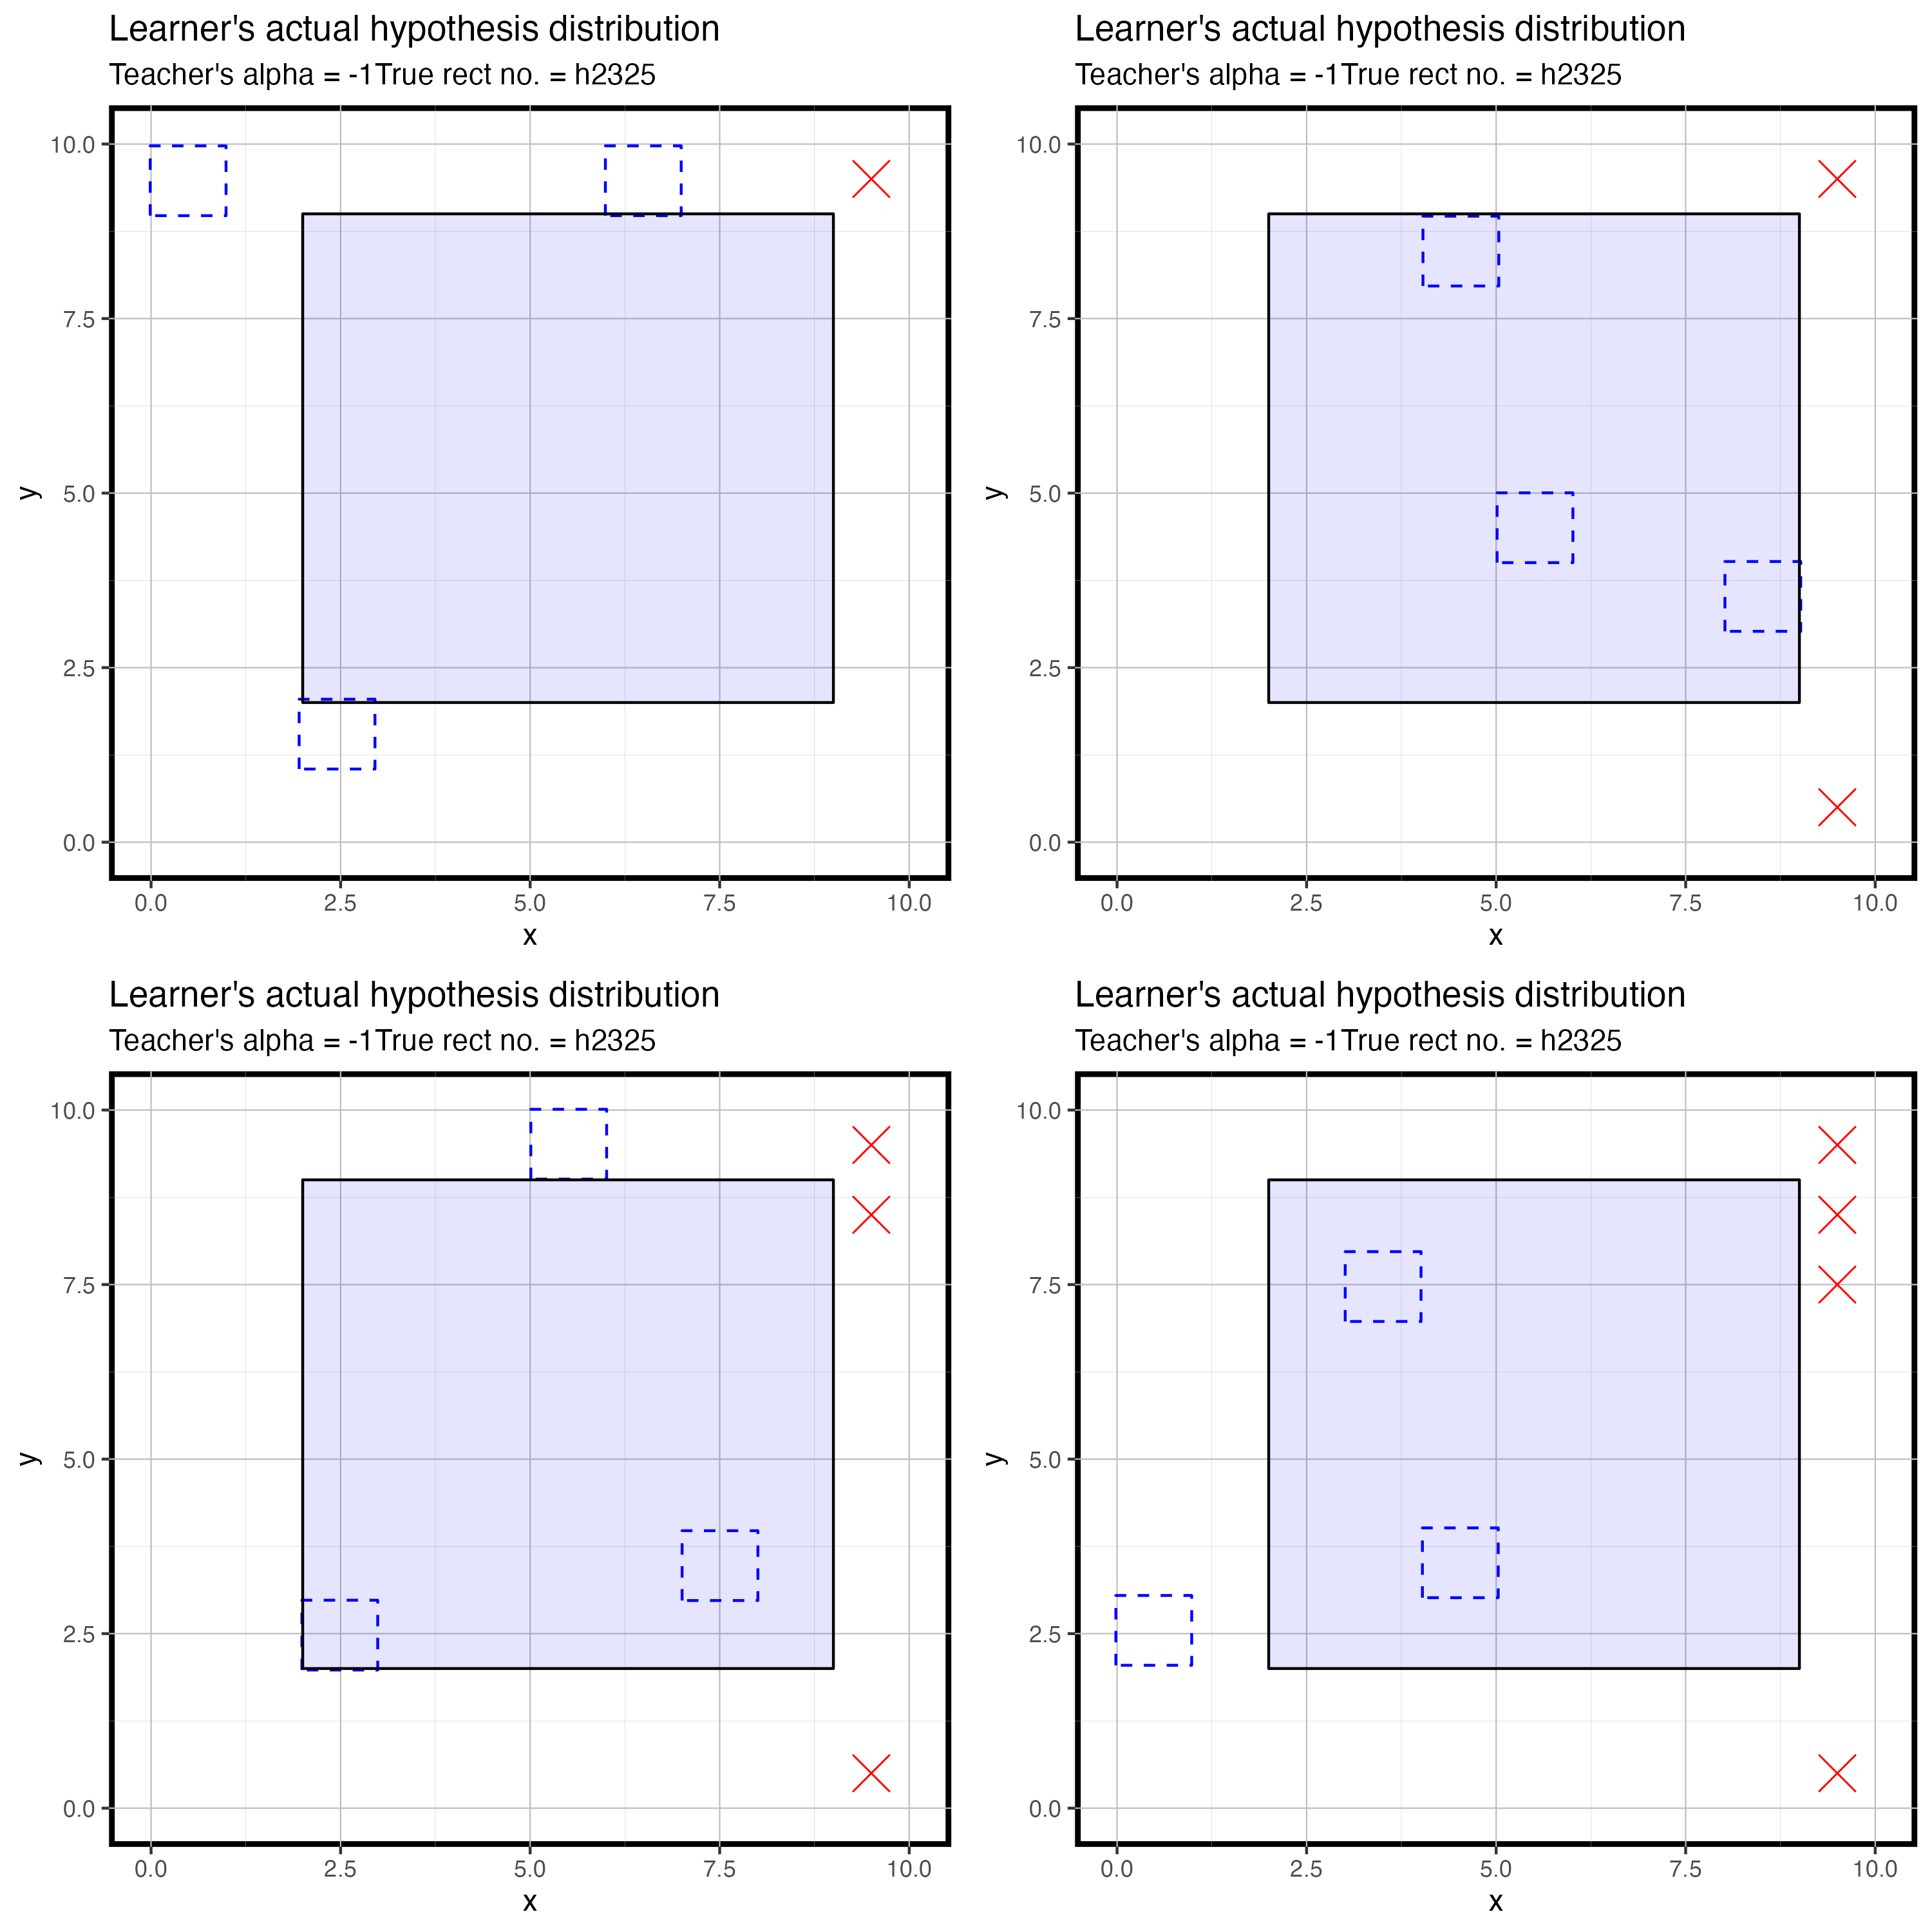 Learner's actual hypothesis distribution
Teacher's alpha = -1True rect no. = h2325
10.0
7.5
5.0
2.5
0.0
y
0.0 2.5 5.0 7.5 10.0
x
Learner's actual hypothesis distribution
Teacher's alpha = -1True rect no. = h2325
10.0
7.5
5.0
2.5
0.0
y
0.0 2.5 5.0 7.5 10.0
x
Learner's actual hypothesis distribution
Teacher's alpha = -1True rect no. = h2325
10.0
7.5
5.0
2.5
0.0
y
0.0 2.5 5.0 7.5 10.0
x
Learner's actual hypothesis distribution
Teacher's alpha = -1True rect no. = h2325
10.0
7.5
5.0
2.5
0.0
y
0.0 2.5 5.0 7.5 10.0
x